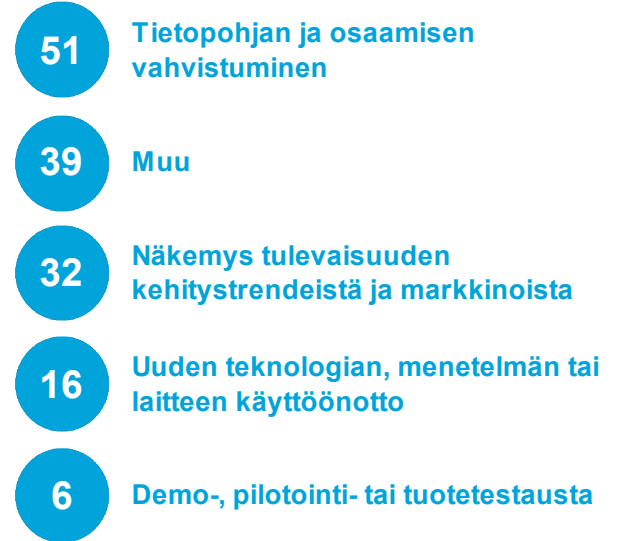 51
Tietopohjan ja osaamisen
vahvistuminen
39
Muu
32
Näkemys tulevaisuuden
kehitystrendeistä ja markkinoista
16
Uuden teknologian, menetelmän tai
laitteen käyttöönotto
6
Demo-, pilotointi- tai tuotetestausta